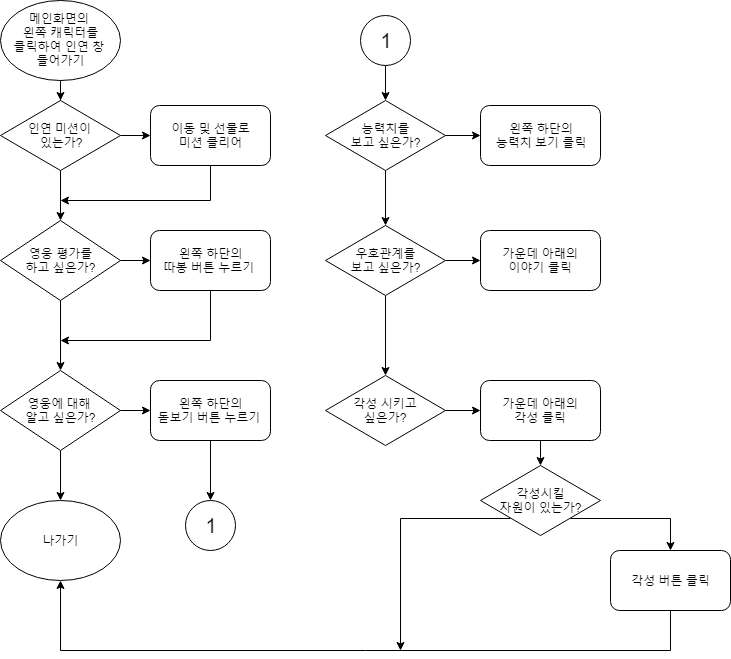 메인화면의
왼쪽 캐릭터를
클릭하여 인연 창
들어가기
인연 미션이
있는가?
이동 및 선물로
미션 클리어
영웅 평가를
하고 싶은가?
왼쪽 하단의
따봉 버튼 누르기
영웅에 대해
알고 싶은가?
왼쪽 하단의
돋보기 버튼 누르기
나가기
1
1
능력치를
보고 싶은가?
왼쪽 하단의
능력치 보기 클릭
우호관계를
보고 싶은가?
가운데 아래의
이야기 클릭
각성 시키고
싶은가?
가운데 아래의
각성 클릭
각성시킬
자원이 있는가?
각성 버튼 클릭